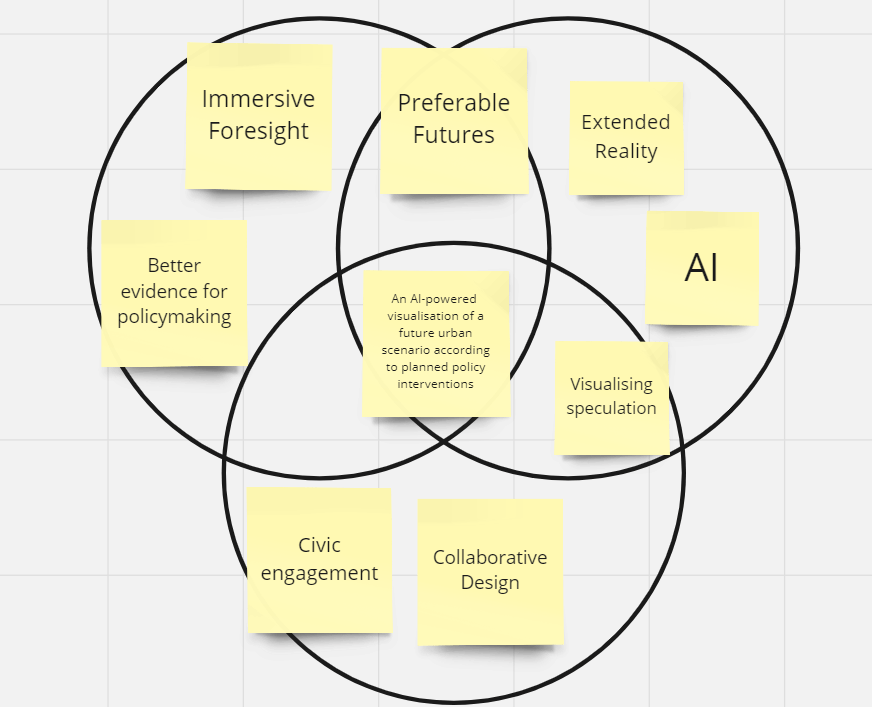 Immersive
Foresight
Preferable
Futures
Extended
Reality
AI
Better
evidence for
policymaking
An AI-powered
visualisation of a
future urban
scenario according
to planned policy
interventions
Visualising
speculation
Civic
engagement
Collaborative
Design